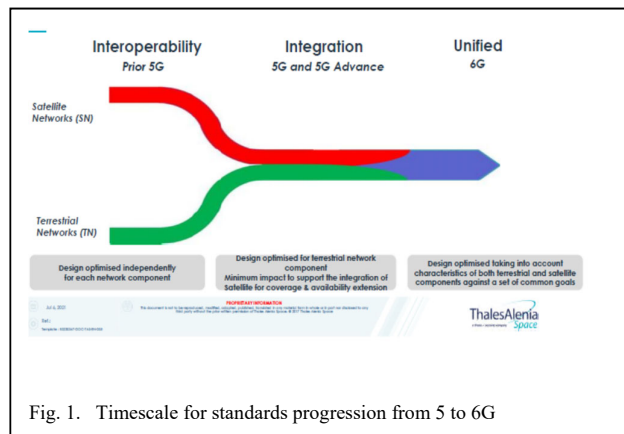 Interoperability
Prior 5G
Integration
5G and 5G Advance
Unified
6G
Satellite
Networks (SN)
Terrestrial
Networks (TN)
Design optimised independently
for each network component
Design optimised for terrestrial network
component
Minimum impact to support the integration of
Satellite for coverage & availability extension
Design optimised taking into account
characteristics of both terrestrial and satellite
components against a set of common goals
PROPRIETARY INFORMATION
ThalesAlenia
Space
Fig. 1. Timescale for standards progression from 5 to 6G